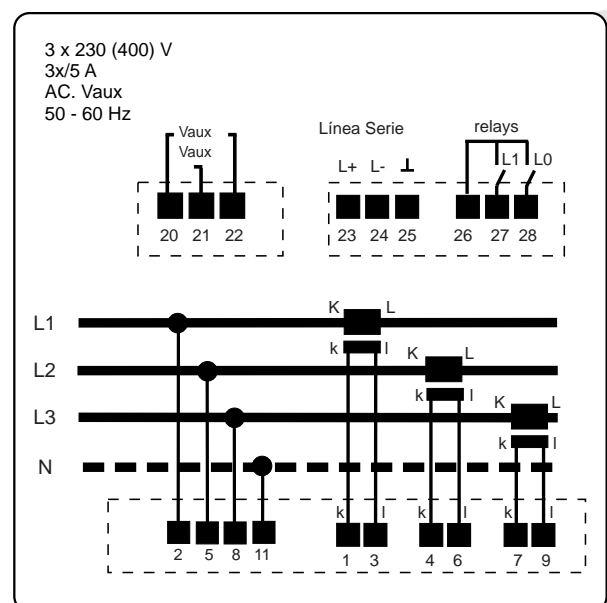 3 x 230 (400) V
3x/5 A
AC. Vaux
50 - 60 Hz
Vaux
Vaux
Línea Serie
relays
L+ L- ⊥
L1 L0
20 21 22
23 24 25 26 27 28
K L
L1
k l
K L
L2
k l
K L
L3
k l
N
k l k l k l
2 5 8 11 1 3 4 6 7 9